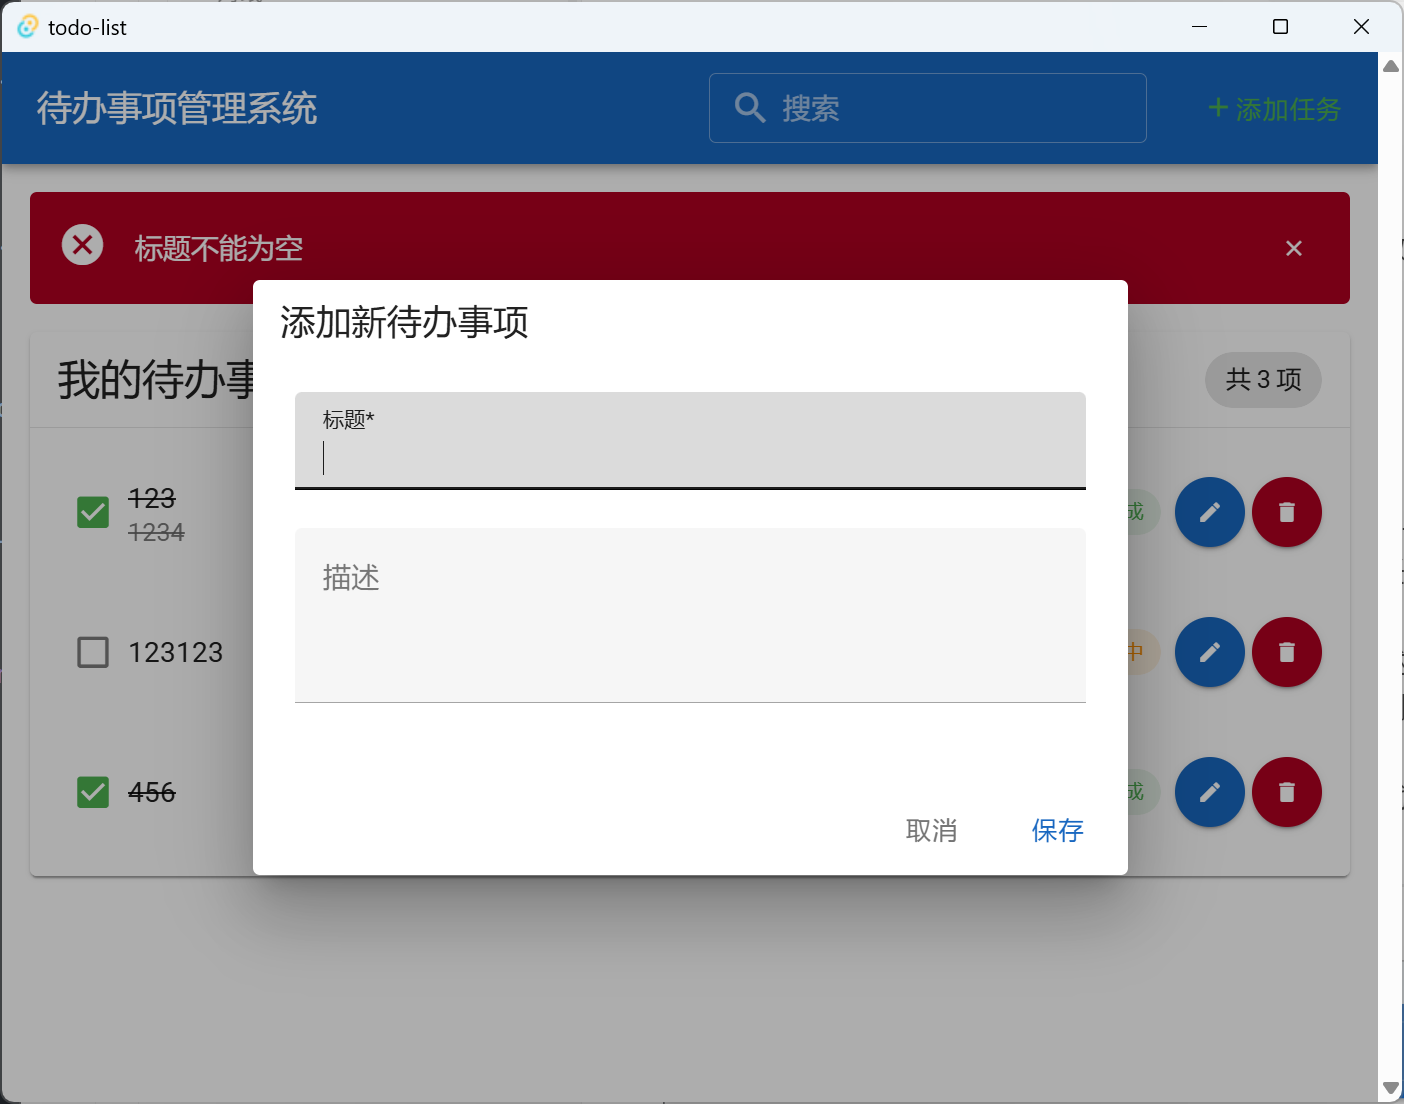 todo-list
待办事项管理系统
搜索
+ 添加任务
标题不能为空
添加新待办事项
我的待办事
共 3 项
标题*
123
1234
成
描述
123123
中
456
成
取消
保存